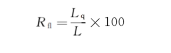 R_fl = L_q / L × 100